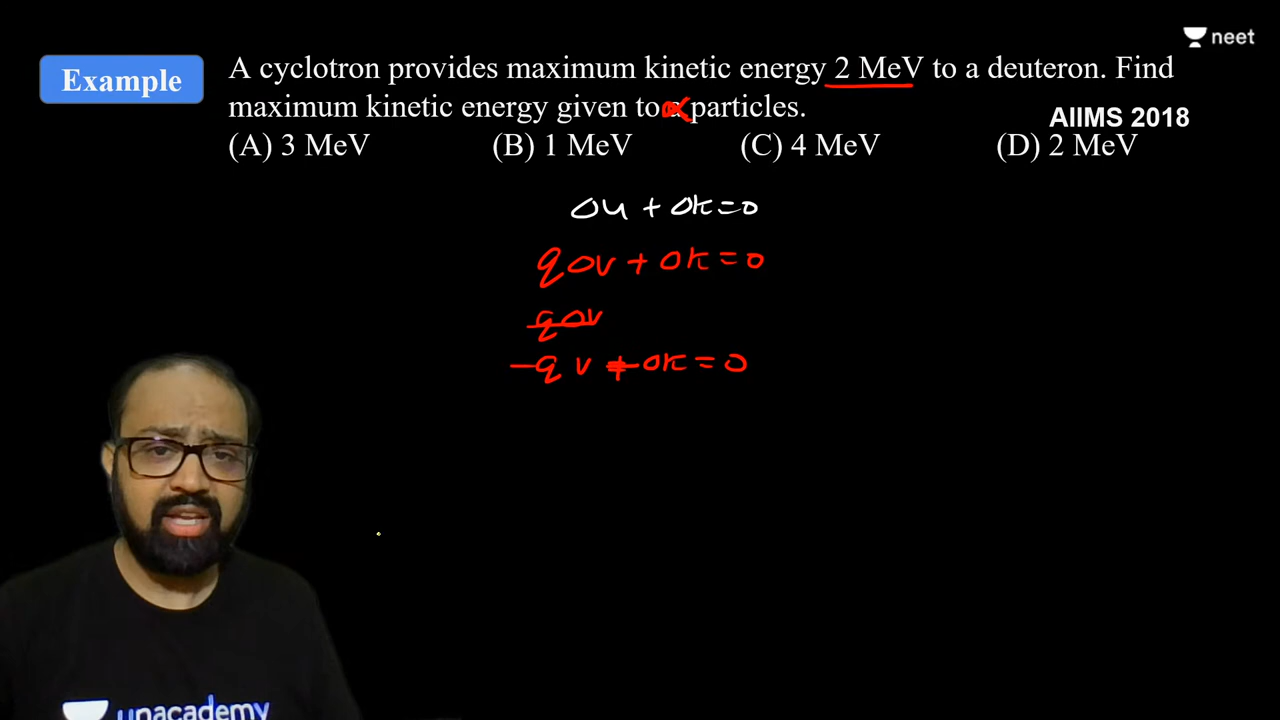 neet
Example
A cyclotron provides maximum kinetic energy 2 MeV to a deuteron. Find
maximum kinetic energy given to α particles.
AIIMS 2018
(A) 3 MeV (B) 1 MeV (C) 4 MeV (D) 2 MeV
Δu + Δk = 0
qΔv + Δk = 0
qΔv
-qv + Δk = 0
unacademy